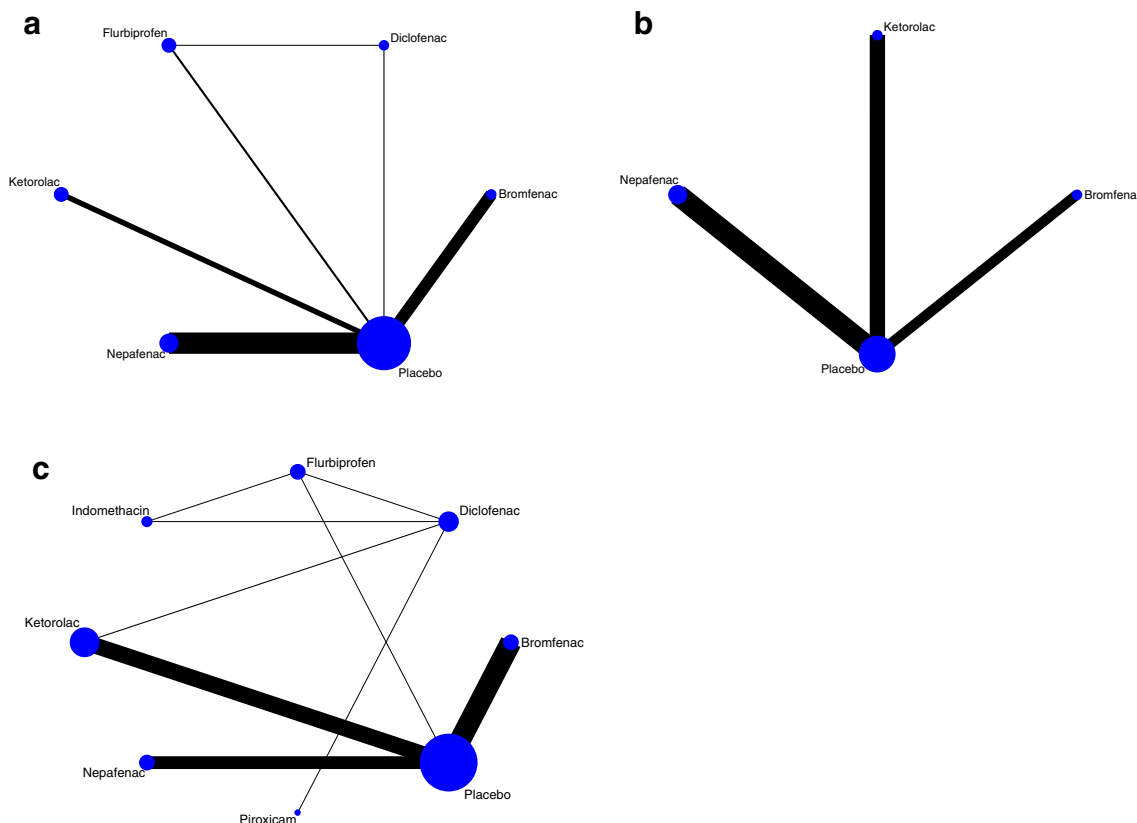 a
Flurbiprofen
Diclofenac
Ketorolac
Bromfenac
Nepafenac
Placebo
b
Ketorolac
Nepafenac
Bromfena
Placebo
c
Flurbiprofen
Indomethacin
Diclofenac
Ketorolac
Bromfenac
Nepafenac
Placebo
Piroxicam